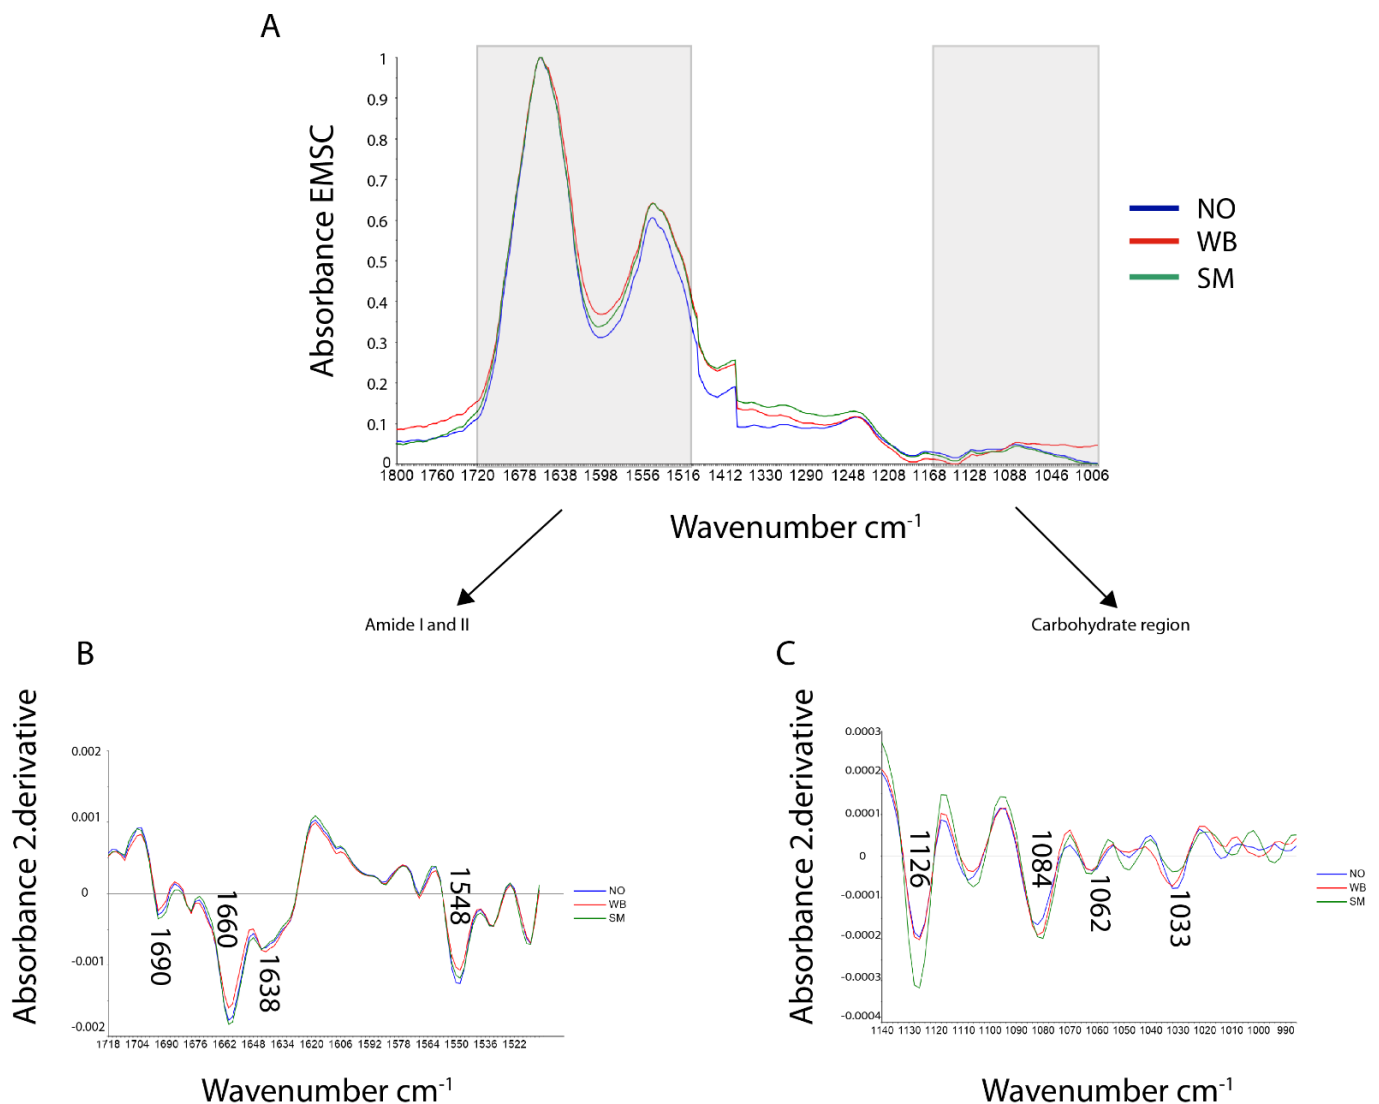 A
Absorbance EMSC
1
0.9
0.8
0.7
0.6
0.5
0.4
0.3
0.2
0.1
0
1800 1760 1720 1678 1638 1598 1556 1516 1412 1330 1290 1248 1208 1168 1128 1088 1046 1006
Wavenumber cm-1
NO
WB
SM
Amide I and II
Carbohydrate region
B
Absorbance 2.derivative
0.002
0.001
0
-0.001
-0.002
1690
1660
1638
1548
1718 1704 1690 1676 1662 1648 1634 1620 1606 1592 1578 1564 1550 1536 1522
NO
WB
SM
Wavenumber cm-1
C
Absorbance 2.derivative
0.0003
0.0002
0.0001
0
-0.0001
-0.0002
-0.0003
-0.0004
1126
1084
1062
1033
1140 1130 1120 1110 1100 1090 1080 1070 1060 1050 1040 1030 1020 1010 1000 990
NO
WB
SM
Wavenumber cm-1